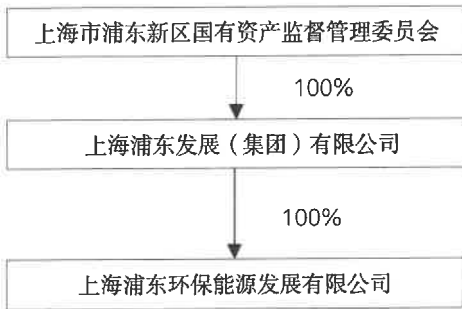 上海市浦东新区国有资产监督管理委员会
100%
上海浦东发展（集团）有限公司
100%
上海浦东环保能源发展有限公司